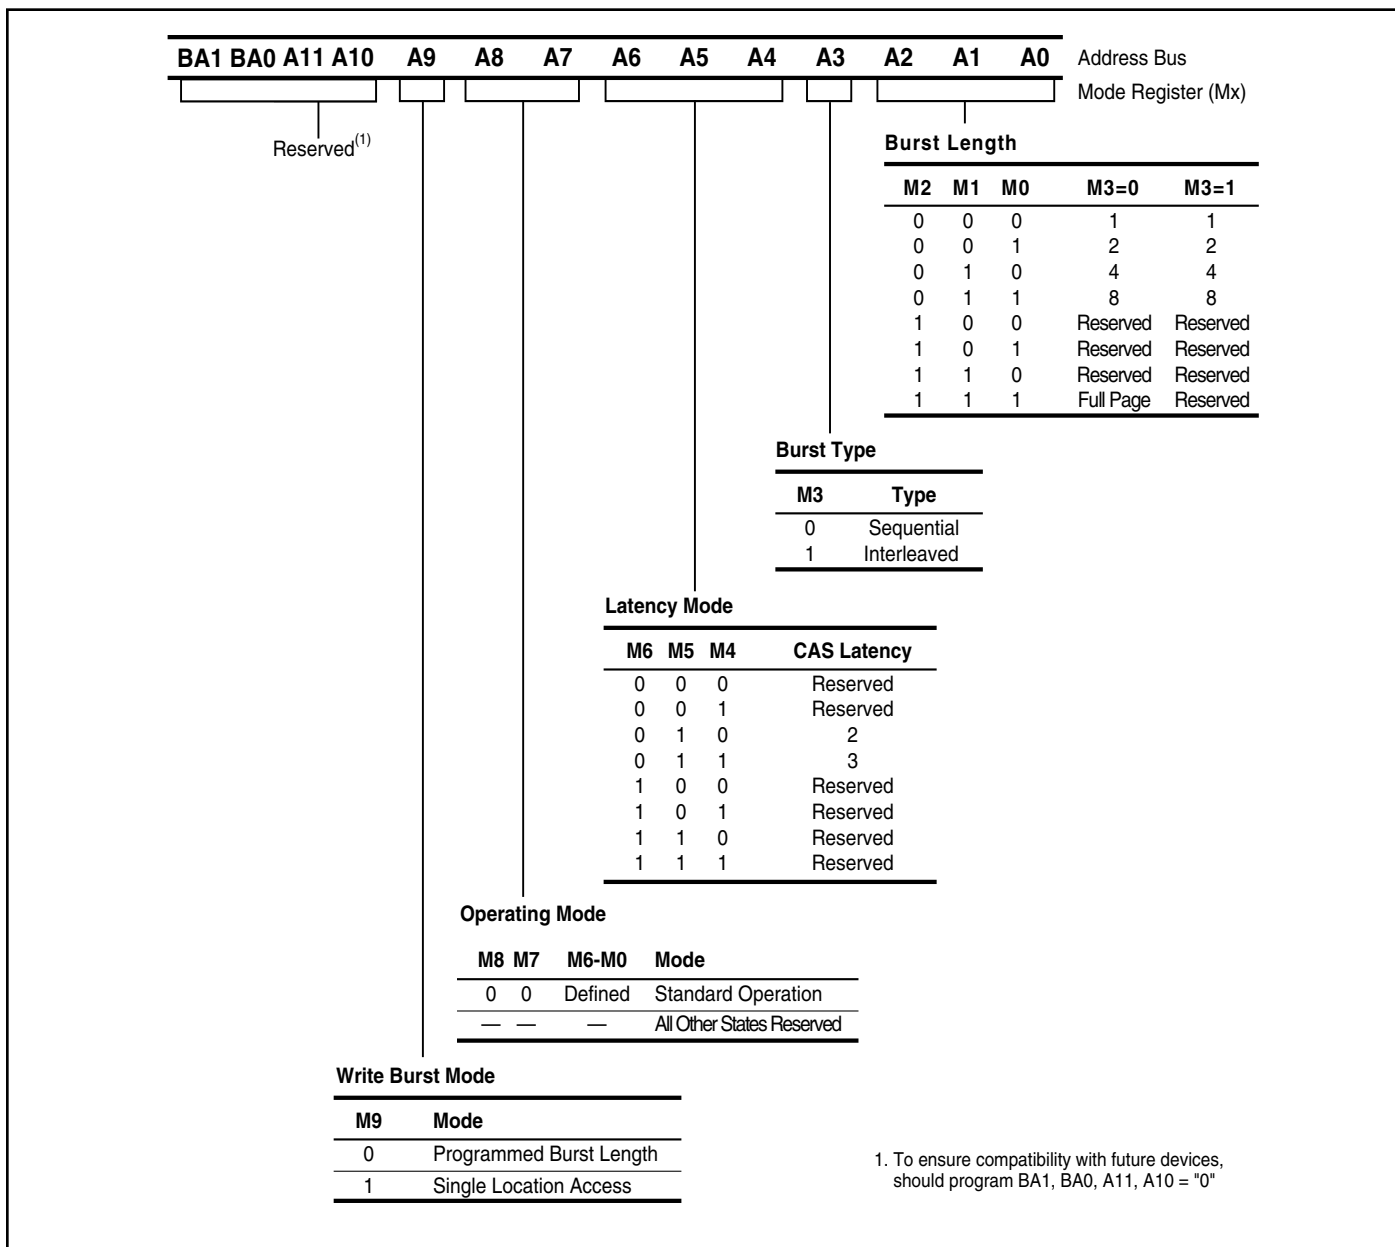 BA1 BA0 A11 A10 A9 A8 A7 A6 A5 A4 A3 A2 A1 A0 Address Bus
Mode Register (Mx)
Reserved(1)
Burst Length
M2 M1 M0 M3=0 M3=1
0 0 0 1 1
0 0 1 2 2
0 1 0 4 4
0 1 1 8 8
1 0 0 Reserved Reserved
1 0 1 Reserved Reserved
1 1 0 Reserved Reserved
1 1 1 Full Page Reserved
Burst Type
M3 Type
0 Sequential
1 Interleaved
Latency Mode
M6 M5 M4 CAS Latency
0 0 0 Reserved
0 0 1 Reserved
0 1 0 2
0 1 1 3
1 0 0 Reserved
1 0 1 Reserved
1 1 0 Reserved
1 1 1 Reserved
Operating Mode
M8 M7 M6-M0 Mode
0 0 Defined Standard Operation
— — — All Other States Reserved
Write Burst Mode
M9 Mode
0 Programmed Burst Length
1 Single Location Access
1. To ensure compatibility with future devices,
should program BA1, BA0, A11, A10 = "0"